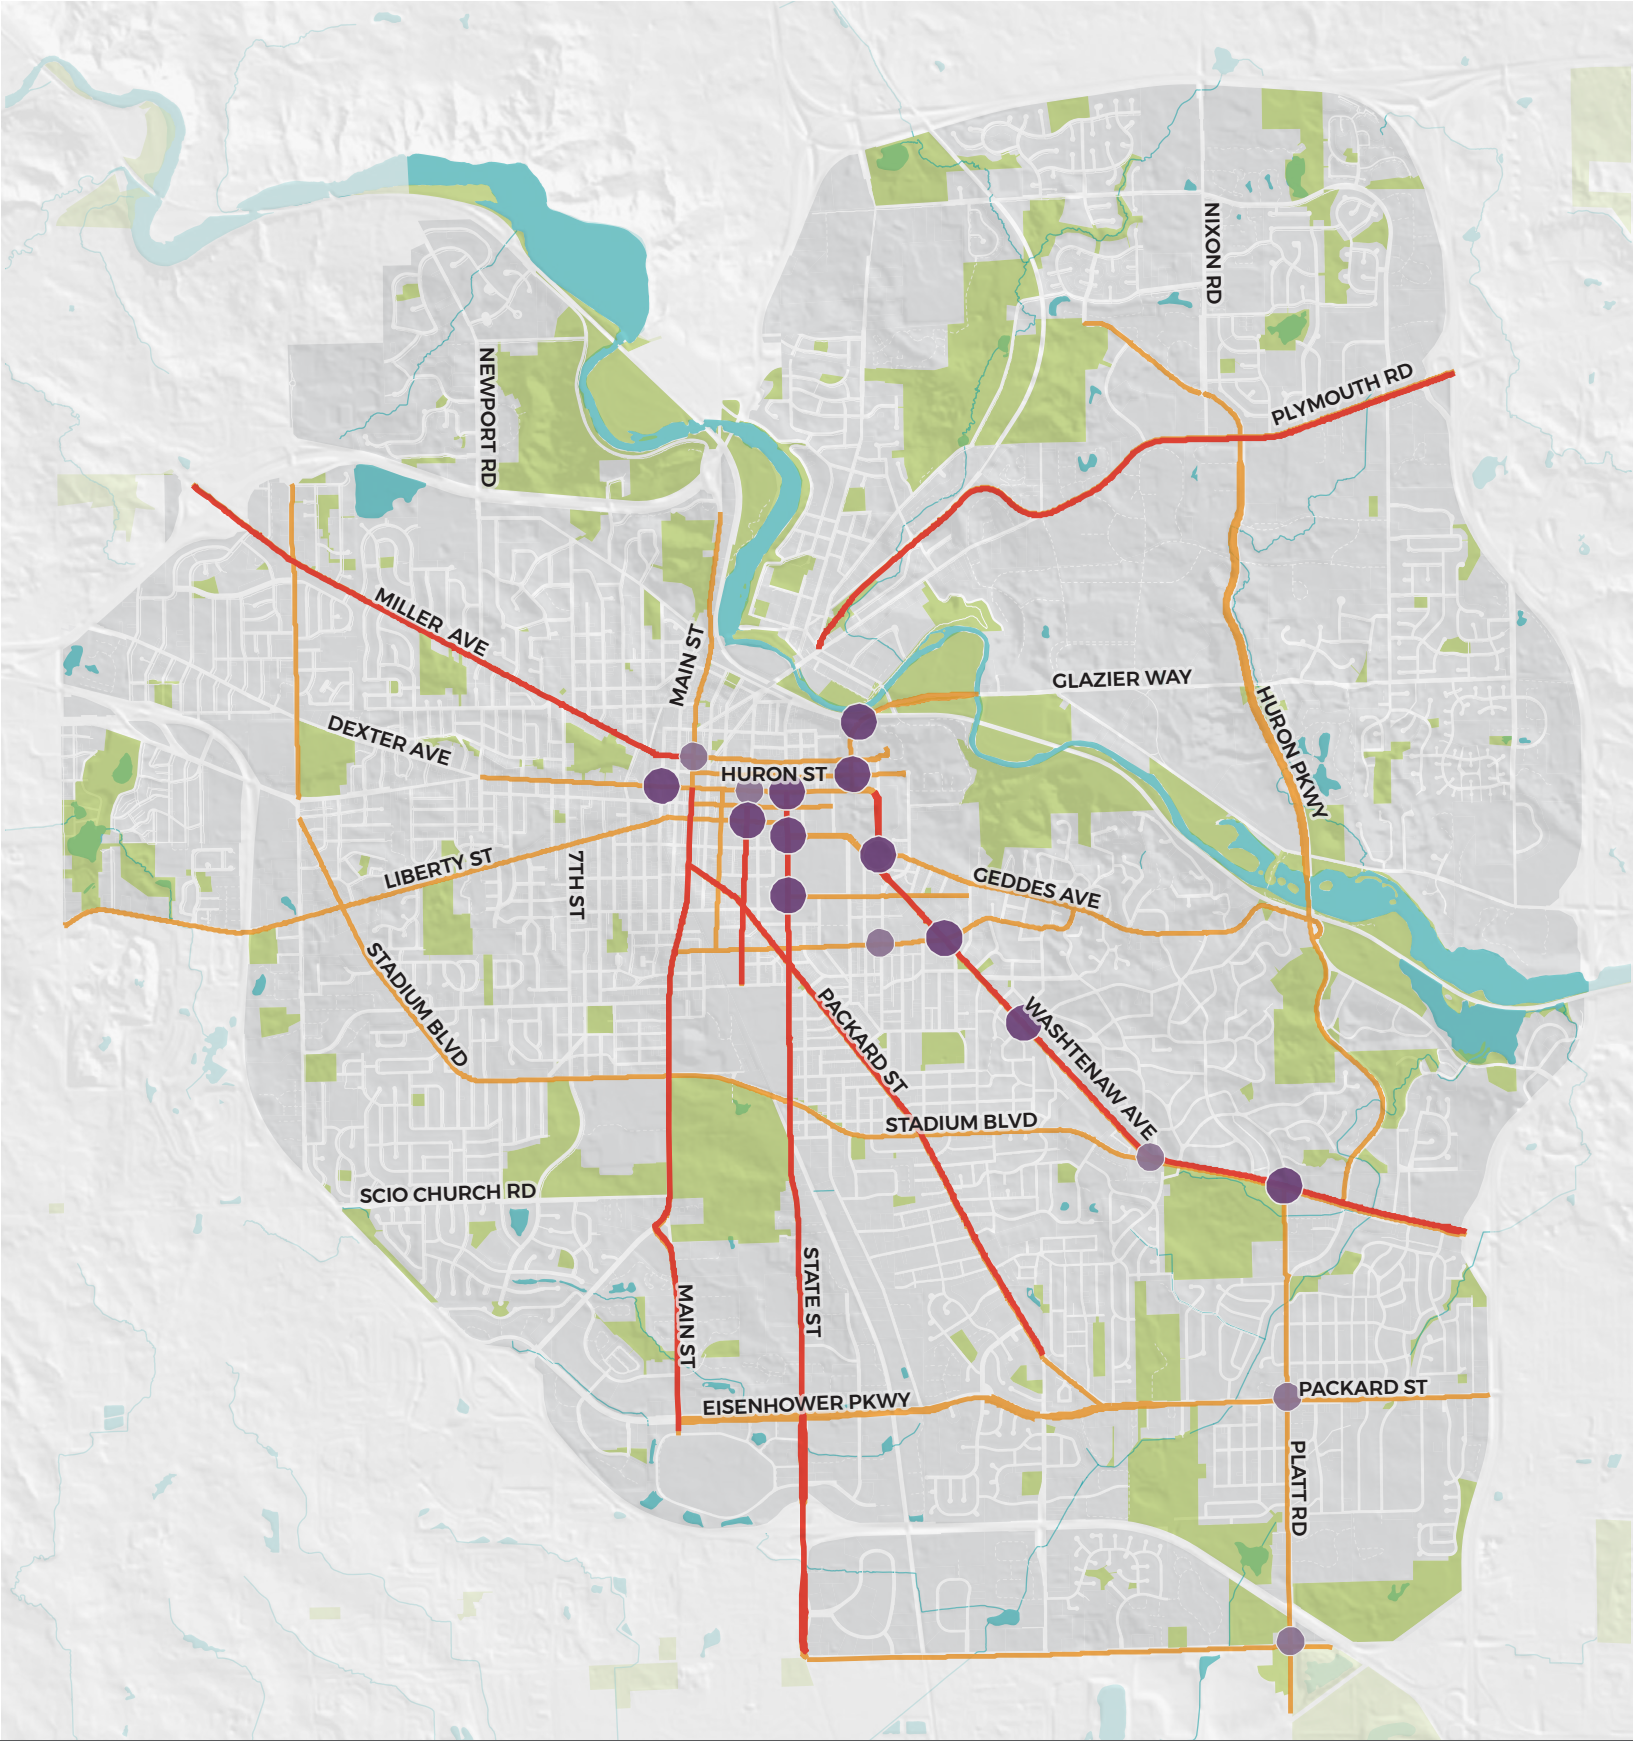 NIXON RD
NEWPORT RD
PLYMOUTH RD
MILLER AVE
MAIN ST
GLAZIER WAY
HURON PKWY
DEXTER AVE
HURON ST
LIBERTY ST
7TH ST
GEDDES AVE
STADIUM BLVD
PACKARD ST
WASHTENAW AVE
STADIUM BLVD
SCIO CHURCH RD
STATE ST
MAIN ST
EISENHOWER PKWY
PACKARD ST
PLATT RD